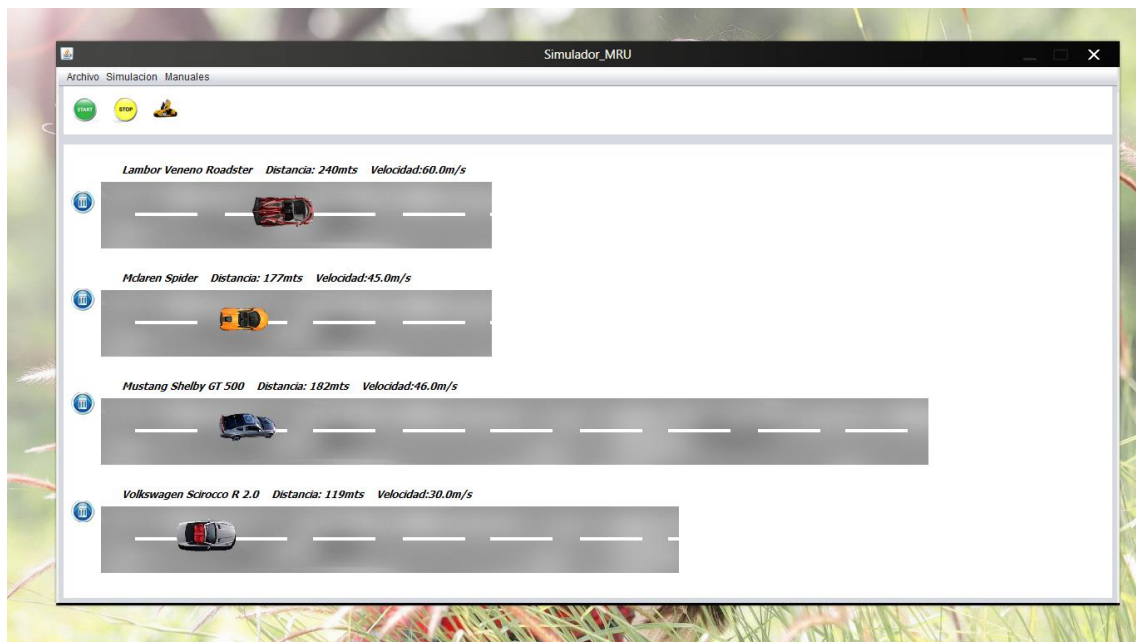 Simulador_MRU
Archivo Simulacion Manuales
START STOP
Lambor Veneno Roadster Distancia: 240mts Velocidad:60.0m/s
Mclaren Spider Distancia: 177mts Velocidad:45.0m/s
Mustang Shelby GT 500 Distancia: 182mts Velocidad:46.0m/s
Volkswagen Scirocco R 2.0 Distancia: 119mts Velocidad:30.0m/s